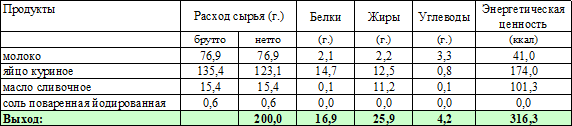 Продукты Расход сырья (г.) Белки Жиры Углеводы Энергетическая ценность
брутто нетто (г.) (г.) (г.) (ккал)
молоко 76,9 76,9 2,1 2,2 3,3 41,0
яйцо куриное 135,4 123,1 14,7 12,5 0,8 174,0
масло сливочное 15,4 15,4 0,1 11,2 0,1 101,3
соль поваренная йодированная 0,6 0,6 0,0 0,0 0,0 0,0
Выход: 200,0 16,9 25,9 4,2 316,3